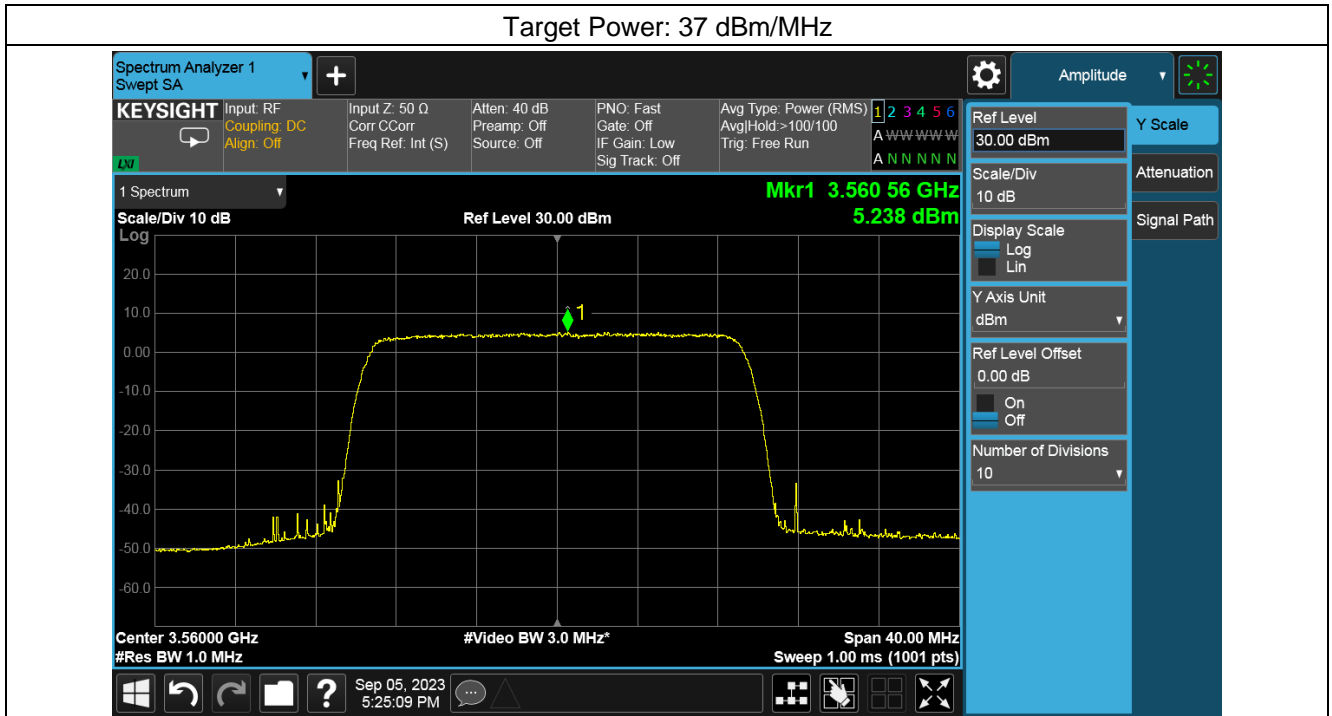 Target Power: 37 dBm/MHz
Spectrum Analyzer 1
Swept SA
+
Amplitude
KEYSIGHT
LXI
Input: RF
Coupling: DC
Align: Off
Input Z: 50 Ω
Corr CCorr
Freq Ref: Int (S)
Atten: 40 dB
Preamp: Off
Source: Off
PNO: Fast
Gate: Off
IF Gain: Low
Sig Track: Off
Avg Type: Power (RMS)
Avg|Hold:>100/100
Trig: Free Run
1 2 3 4 5 6
A W W W W W
A N N N N N
1 Spectrum
Mkr1 3.560 56 GHz
Scale/Div 10 dB
Ref Level 30.00 dBm
5.238 dBm
Log
20.0
10.0
0.00
-10.0
-20.0
-30.0
-40.0
-50.0
-60.0
1
Center 3.56000 GHz
#Video BW 3.0 MHz*
Span 40.00 MHz
#Res BW 1.0 MHz
Sweep 1.00 ms (1001 pts)
Ref Level
30.00 dBm
Scale/Div
10 dB
Display Scale
Log
Lin
Y Axis Unit
dBm
Ref Level Offset
0.00 dB
On
Off
Number of Divisions
10
Y Scale
Attenuation
Signal Path
?
Sep 05, 2023
5:25:09 PM